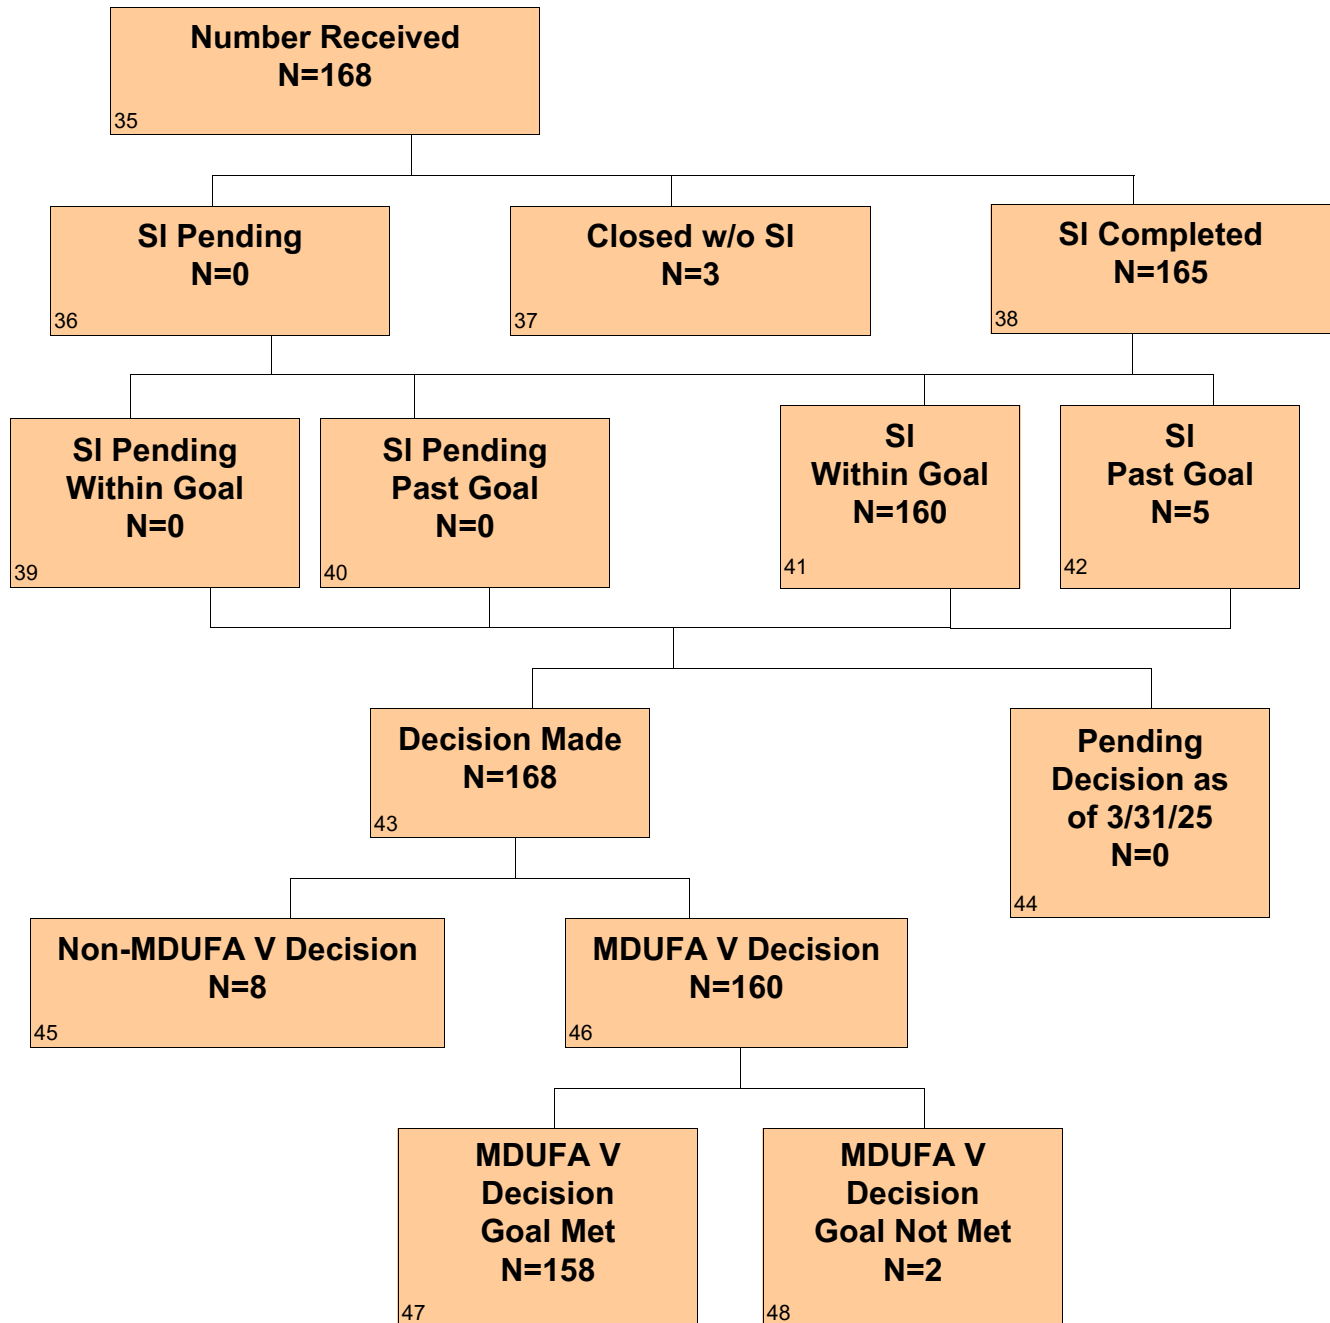 Number Received
N=168
35
SI Pending
N=0
36
Closed w/o SI
N=3
37
SI Completed
N=165
38
SI Pending
Within Goal
N=0
39
SI Pending
Past Goal
N=0
40
SI
Within Goal
N=160
41
SI
Past Goal
N=5
42
Decision Made
N=168
43
Pending
Decision as
of 3/31/25
N=0
44
Non-MDUFA V Decision
N=8
45
MDUFA V Decision
N=160
46
MDUFA V
Decision
Goal Met
N=158
47
MDUFA V
Decision
Goal Not Met
N=2
48